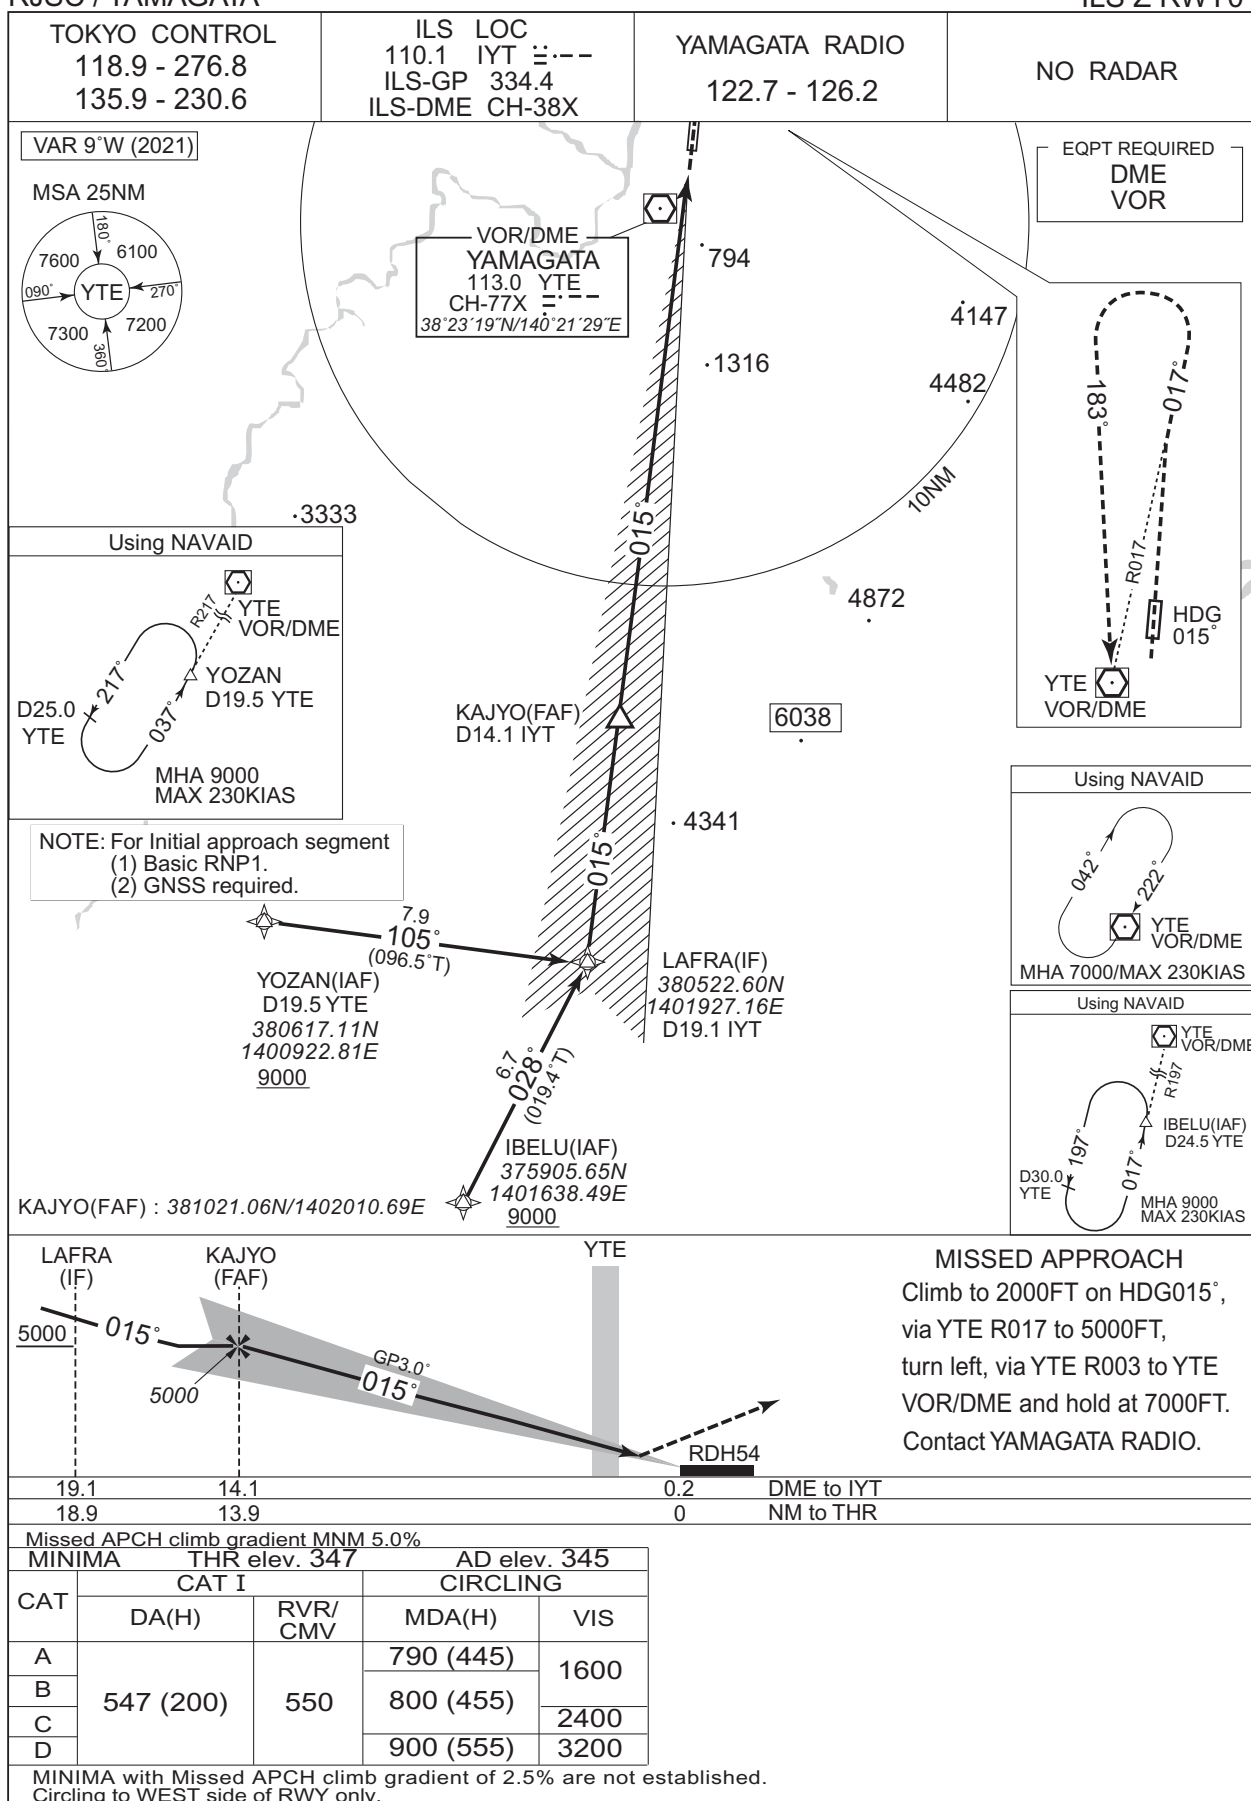 TOKYO CONTROL
118.9 - 276.8
135.9 - 230.6
ILS LOC
110.1 IYT
ILS-GP 334.4
ILS-DME CH-38X
YAMAGATA RADIO
122.7 - 126.2
NO RADAR
VAR 9°W (2021)
MSA 25NM
180°
7600
6100
090°
YTE
270°
7300
7200
360°
EQPT REQUIRED
DME
VOR
VOR/DME
YAMAGATA
113.0 YTE
CH-77X
38°23´19˝N/140°21´29˝E
794
1316
4147
4482
3333
10NM
015°
4872
183°
017°
R017
HDG
015°
YTE
VOR/DME
Using NAVAID
R217
YTE
VOR/DME
217°
037°
YOZAN
D19.5 YTE
D25.0
YTE
MHA 9000
MAX 230KIAS
KAJYO(FAF)
D14.1 IYT
6038
4341
015°
NOTE: For Initial approach segment
(1) Basic RNP1.
(2) GNSS required.
Using NAVAID
042°
222°
YTE
VOR/DME
MHA 7000/MAX 230KIAS
7.9
105°
(096.5°T)
YOZAN(IAF)
D19.5 YTE
380617.11N
1400922.81E
9000
LAFRA(IF)
380522.60N
1401927.16E
D19.1 IYT
6.7
028°
(019.4°T)
IBELU(IAF)
375905.65N
1401638.49E
9000
Using NAVAID
YTE
VOR/DME
R197
197°
017°
IBELU(IAF)
D24.5 YTE
D30.0
YTE
MHA 9000
MAX 230KIAS
KAJYO(FAF) : 381021.06N/1402010.69E
LAFRA
(IF)
KAJYO
(FAF)
YTE
5000
015°
5000
GP3.0°
015°
RDH54
MISSED APPROACH
Climb to 2000FT on HDG015°,
via YTE R017 to 5000FT,
turn left, via YTE R003 to YTE
VOR/DME and hold at 7000FT.
Contact YAMAGATA RADIO.
19.1 14.1 0.2 DME to IYT
18.9 13.9 0 NM to THR
Missed APCH climb gradient MNM 5.0%
MINIMA THR elev. 347 AD elev. 345
CAT
CAT I
CIRCLING
DA(H)
RVR/
CMV
MDA(H)
VIS
A
B
C
D
547 (200)
550
790 (445)
800 (455)
900 (555)
1600
2400
3200
MINIMA with Missed APCH climb gradient of 2.5% are not established.
Circling to WEST side of RWY only.